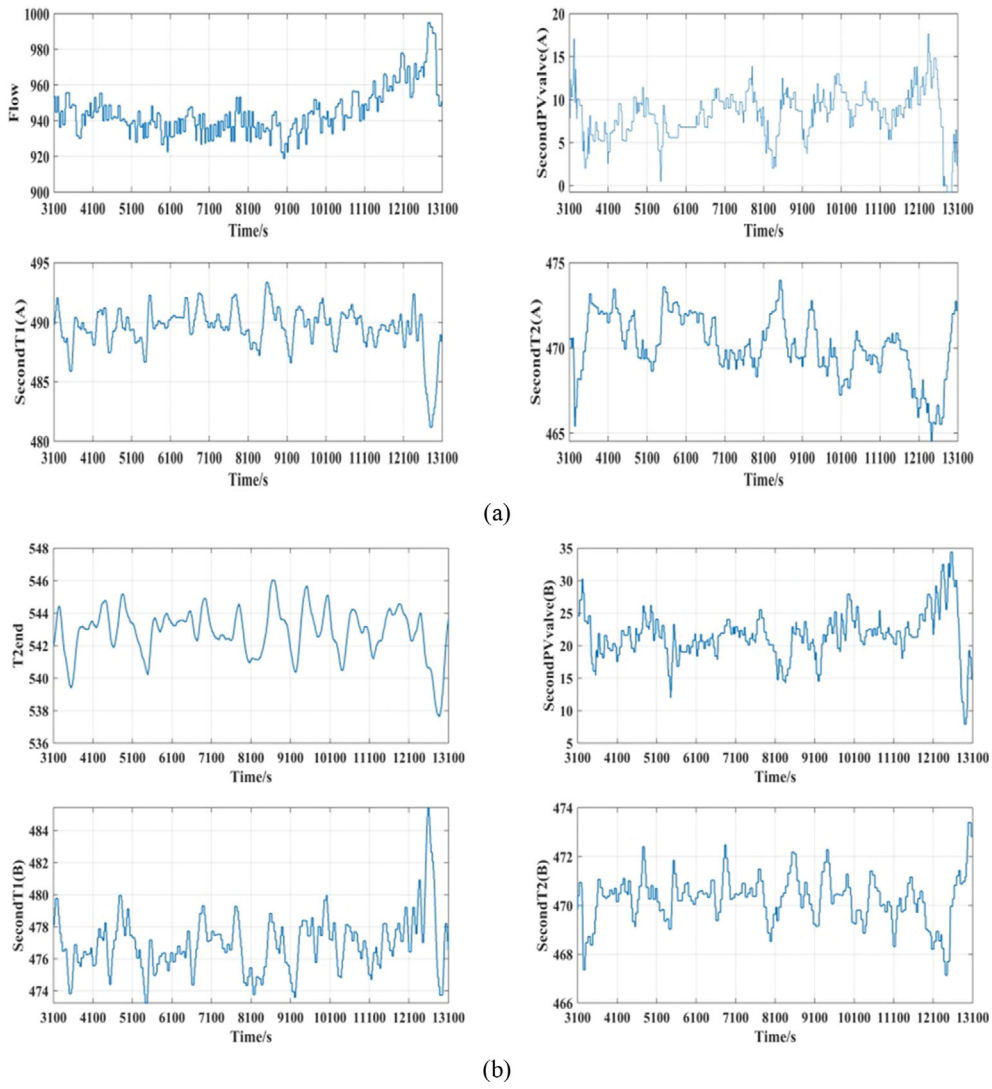 Flow
1000
980
960
940
920
900
3100 4100 5100 6100 7100 8100 9100 10100 11100 12100 13100
Time/s
SecondPVvalve(A)
20
15
10
5
0
3100 4100 5100 6100 7100 8100 9100 10100 11100 12100 13100
Time/s
SecondT1(A)
495
490
485
480
3100 4100 5100 6100 7100 8100 9100 10100 11100 12100 13100
Time/s
SecondT2(A)
475
470
465
3100 4100 5100 6100 7100 8100 9100 10100 11100 12100 13100
Time/s
(a)
T2end
548
546
544
542
540
538
536
3100 4100 5100 6100 7100 8100 9100 10100 11100 12100 13100
Time/s
SecondPVvalve(B)
35
30
25
20
15
10
5
3100 4100 5100 6100 7100 8100 9100 10100 11100 12100 13100
Time/s
SecondT1(B)
484
482
480
478
476
474
3100 4100 5100 6100 7100 8100 9100 10100 11100 12100 13100
Time/s
SecondT2(B)
474
472
470
468
466
3100 4100 5100 6100 7100 8100 9100 10100 11100 12100 13100
Time/s
(b)